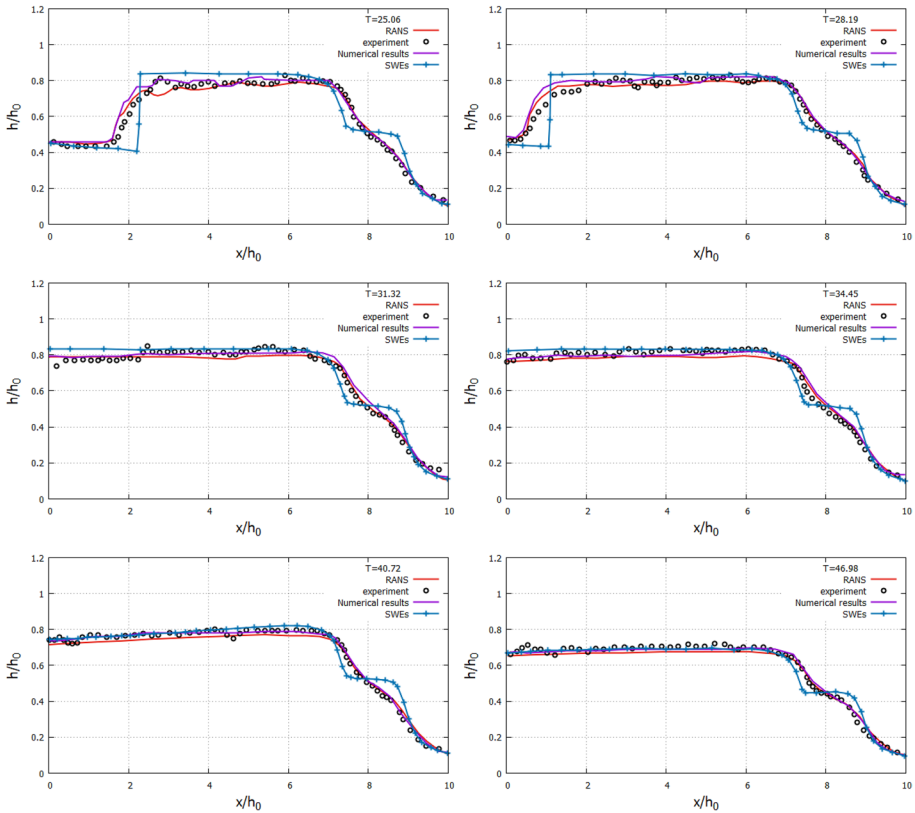 T=25.06
RANS
experiment
Numerical results
SWEs
1.2
1
0.8
0.6
0.4
0.2
0
0 2 4 6 8 10
h/h0
x/h0
T=28.19
RANS
experiment
Numerical results
SWEs
1.2
1
0.8
0.6
0.4
0.2
0
0 2 4 6 8 10
h/h0
x/h0
T=31.32
RANS
experiment
Numerical results
SWEs
1.2
1
0.8
0.6
0.4
0.2
0
0 2 4 6 8 10
h/h0
x/h0
T=34.45
RANS
experiment
Numerical results
SWEs
1.2
1
0.8
0.6
0.4
0.2
0
0 2 4 6 8 10
h/h0
x/h0
T=40.72
RANS
experiment
Numerical results
SWEs
1.2
1
0.8
0.6
0.4
0.2
0
0 2 4 6 8 10
h/h0
x/h0
T=46.98
RANS
experiment
Numerical results
SWEs
1.2
1
0.8
0.6
0.4
0.2
0
0 2 4 6 8 10
h/h0
x/h0